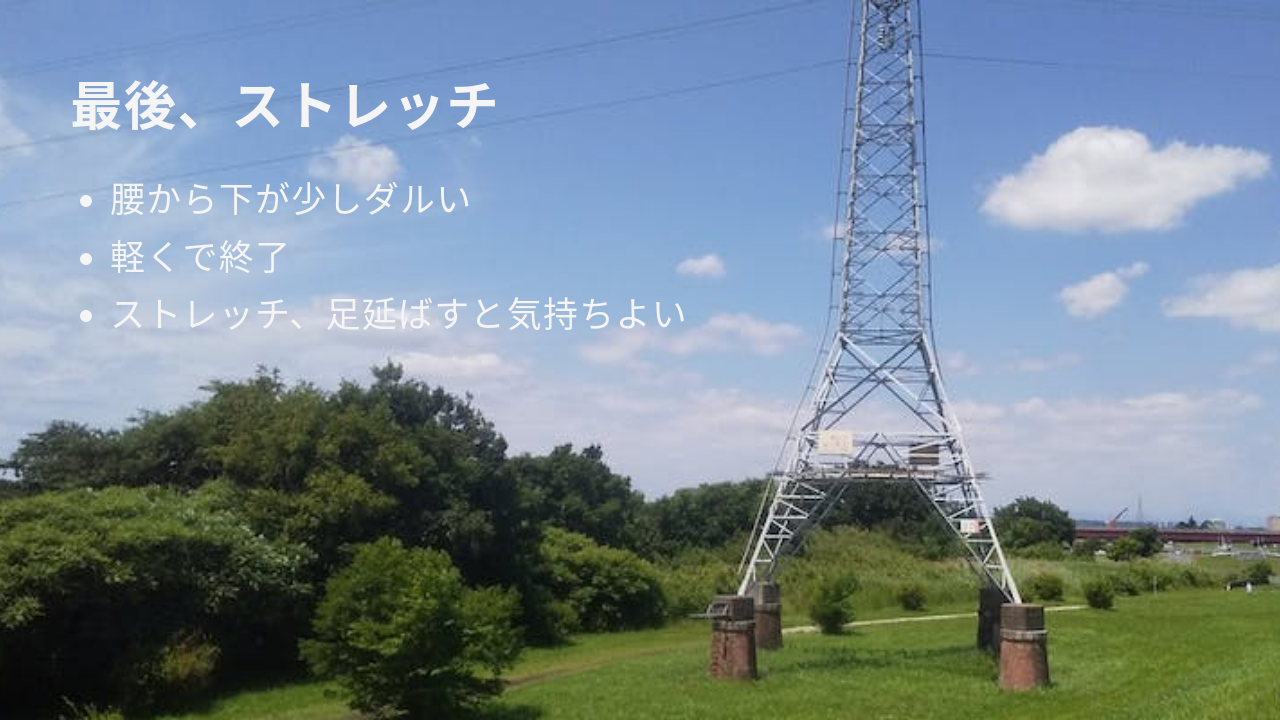 最後、ストレッチ
• 腰から下が少しダルい
• 軽くで終了
• ストレッチ、足延ばすと気持ちよい